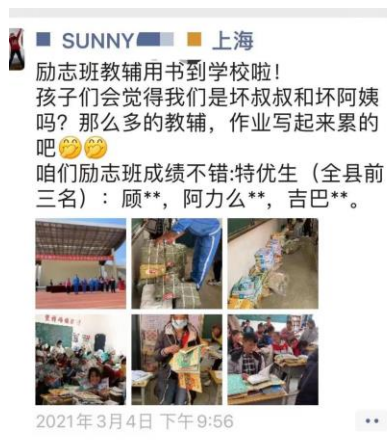 SUNNY 上海
励志班教辅用书到学校啦！
孩子们会觉得我们是坏叔叔和坏阿姨
吗？那么多的教辅，作业写起来累的
吧
咱们励志班成绩不错:特优生（全县前
三名）：顾**，阿力么**，吉巴**。
2021年3月4日 下午9:56